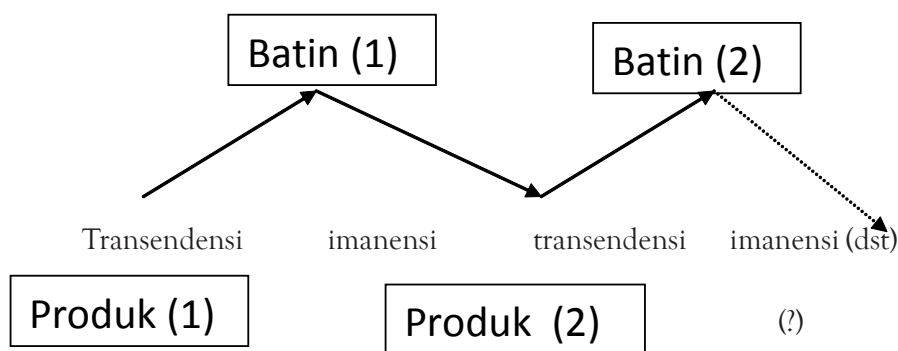 Batin (1) Batin (2)
Transendensi imanensi transendensi imanensi (dst)
Produk (1) Produk (2) (?)